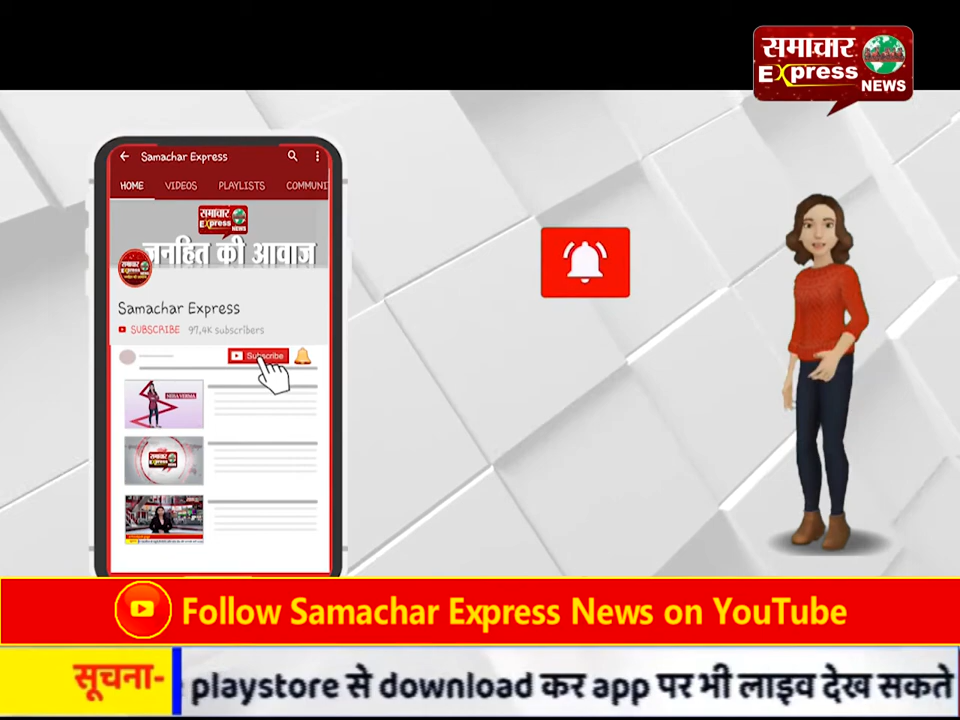 समाचार
Express
NEWS
Samachar Express
HOME VIDEOS PLAYLISTS COMMUNI
समाचार
Express
NEWS
जनहित की आवाज
Samachar Express
SUBSCRIBE 97.4K subscribers
Subscribe
Follow Samachar Express News on YouTube
सूचना- playstore से download कर app पर भी लाइव देख सकते